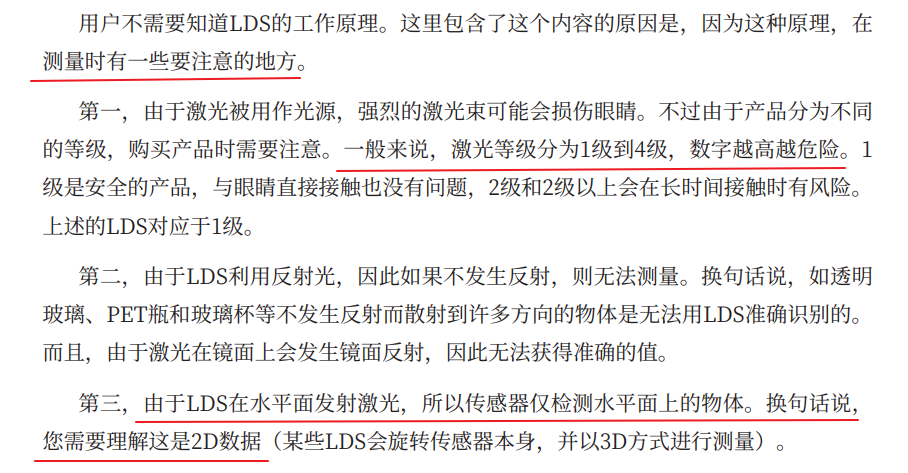 用户不需要知道LDS的工作原理。这里包含了这个内容的原因是，因为这种原理，在
测量时有一些要注意的地方。
第一，由于激光被用作光源，强烈的激光束可能会损伤眼睛。不过由于产品分为不同
的等级，购买产品时需要注意。一般来说，激光等级分为1级到4级，数字越高越危险。1
级是安全的产品，与眼睛直接接触也没有问题，2级和2级以上会在长时间接触时有风险。
上述的LDS对应于1级。
第二，由于LDS利用反射光，因此如果不发生反射，则无法测量。换句话说，如透明
玻璃、PET瓶和玻璃杯等不发生反射而散射到许多方向的物体是无法用LDS准确识别的。
而且，由于激光在镜面上会发生镜面反射，因此无法获得准确的值。
第三，由于LDS在水平面发射激光，所以传感器仅检测水平面上的物体。换句话说，
您需要理解这是2D数据（某些LDS会旋转传感器本身，并以3D方式进行测量）。